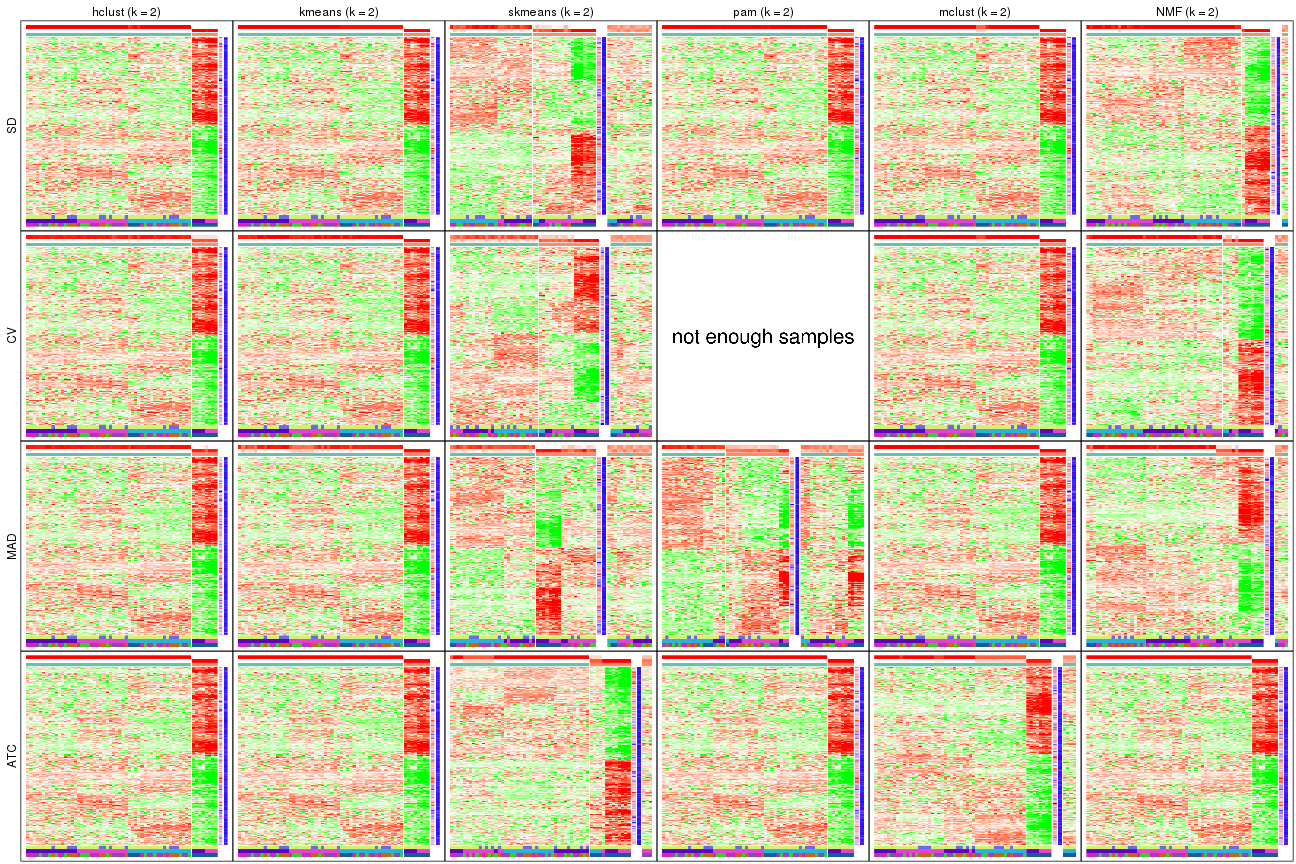 hclust (k = 2)
kmeans (k = 2)
skmeans (k = 2)
pam (k = 2)
mclust (k = 2)
NMF (k = 2)
SD
CV
not enough samples
MAD
ATC